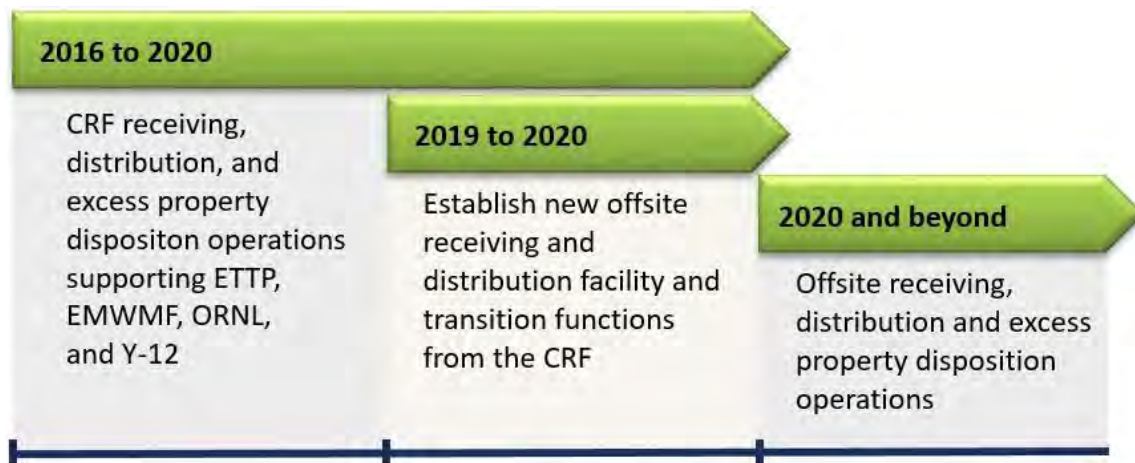 2016 to 2020
CRF receiving,
distribution, and
excess property
dispositon operations
supporting ETTP,
EMWMF, ORNL,
and Y-12
2019 to 2020
Establish new offsite
receiving and
distribution facility and
transition functions
from the CRF
2020 and beyond
Offsite receiving,
distribution and excess
property disposition
operations